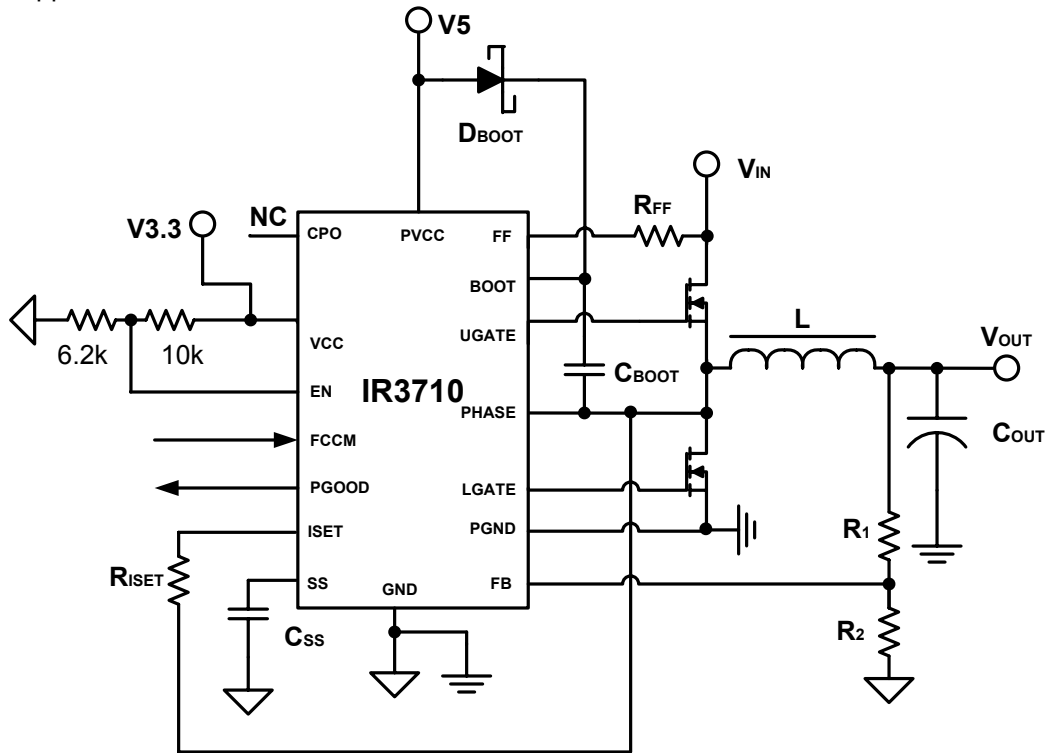 V5
DBOOT
VIN
RFF
V3.3
NC
CPO
PVCC
FF
BOOT
UGATE
L
VOUT
VCC
6.2k
10k
CBOOT
EN
IR3710
PHASE
COUT
FCCM
PGOOD
LGATE
ISET
PGND
R1
RISET
SS
GND
FB
CSS
R2